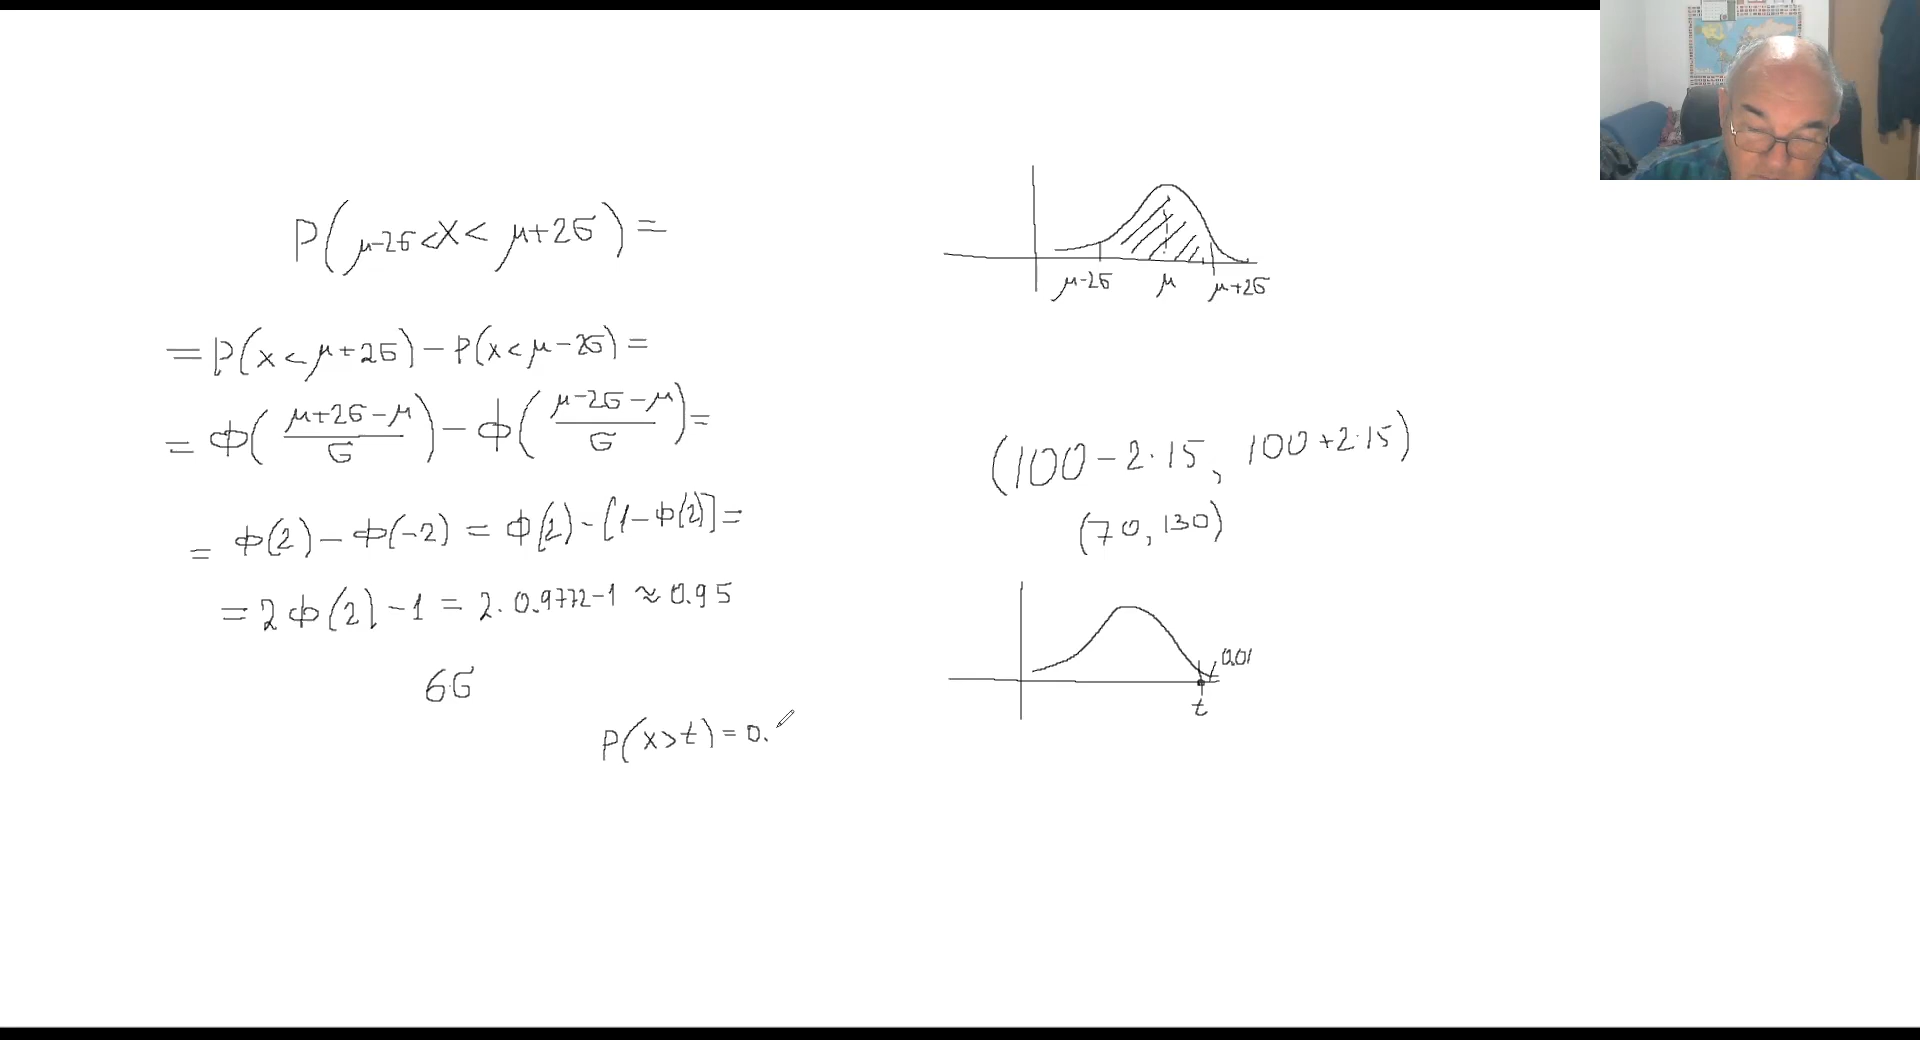 P(μ-2σ<X<μ+2σ)=
=P(X<μ+2σ)-P(X<μ-2σ)=
=Φ((μ+2σ-μ)/σ)-Φ((μ-2σ-μ)/σ)=
=Φ(2)-Φ(-2)=Φ(2)-[1-Φ(2)]=
=2Φ(2)-1=2·0.9772-1≈0.95
6σ
P(X>t)=0.
μ-2σ μ μ+2σ
(100-2·15, 100+2·15)
(70,130)
0.01
t